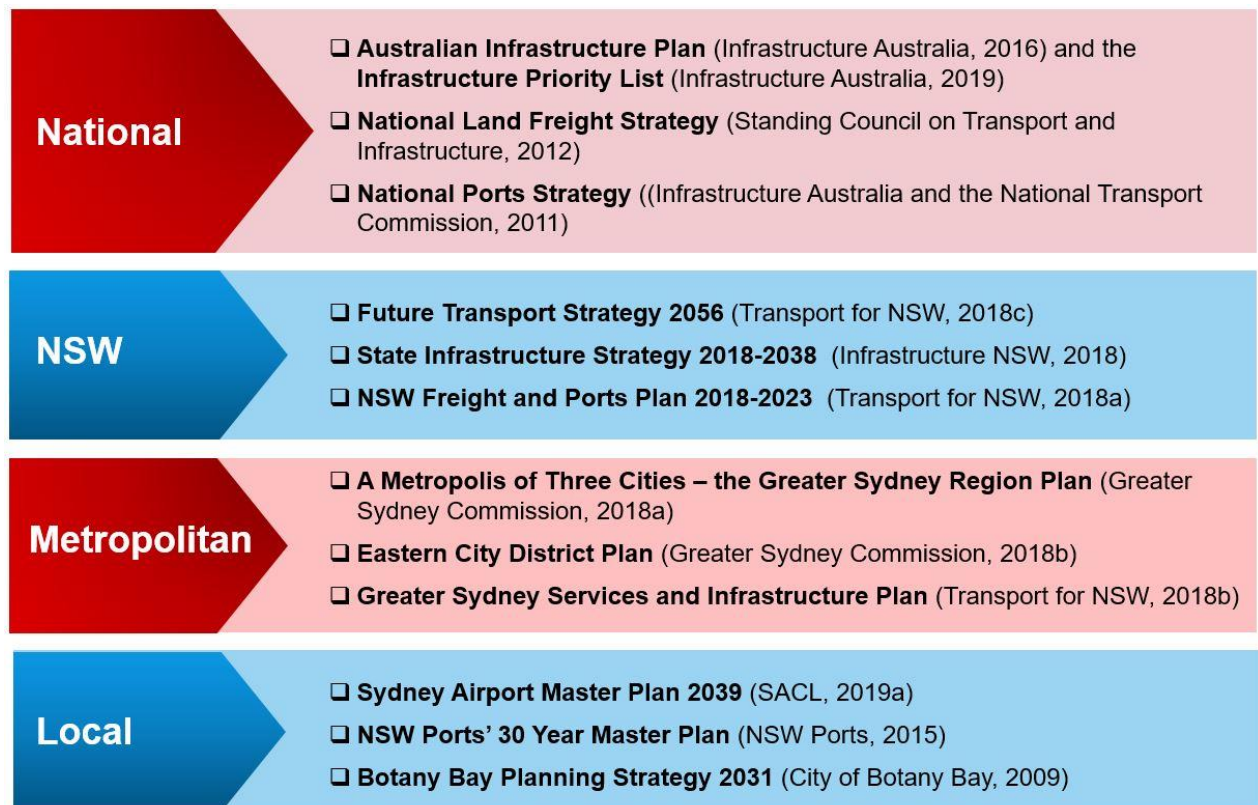 National
❑ Australian Infrastructure Plan (Infrastructure Australia, 2016) and the
Infrastructure Priority List (Infrastructure Australia, 2019)
❑ National Land Freight Strategy (Standing Council on Transport and
Infrastructure, 2012)
❑ National Ports Strategy ((Infrastructure Australia and the National Transport
Commission, 2011)
NSW
❑ Future Transport Strategy 2056 (Transport for NSW, 2018c)
❑ State Infrastructure Strategy 2018-2038 (Infrastructure NSW, 2018)
❑ NSW Freight and Ports Plan 2018-2023 (Transport for NSW, 2018a)
Metropolitan
❑ A Metropolis of Three Cities – the Greater Sydney Region Plan (Greater
Sydney Commission, 2018a)
❑ Eastern City District Plan (Greater Sydney Commission, 2018b)
❑ Greater Sydney Services and Infrastructure Plan (Transport for NSW, 2018b)
Local
❑ Sydney Airport Master Plan 2039 (SACL, 2019a)
❑ NSW Ports’ 30 Year Master Plan (NSW Ports, 2015)
❑ Botany Bay Planning Strategy 2031 (City of Botany Bay, 2009)